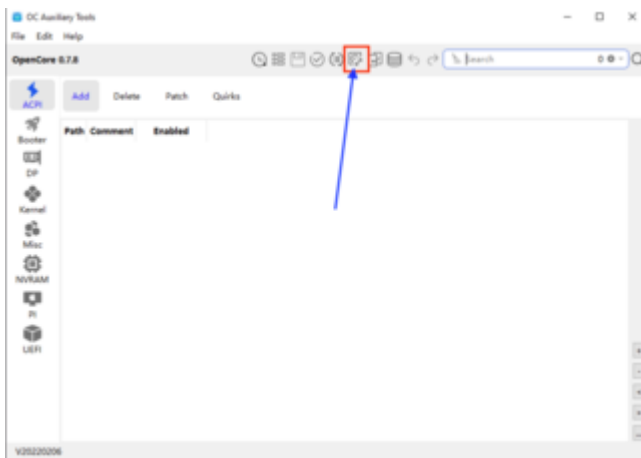 OC Auxiliary Tools
File Edit Help
OpenCore 0.7.8
Search
0
ACPI
Add Delete Patch Quirks
Path Comment Enabled
Booter
DP
Kernel
Misc
NVRAM
PI
UEFI
V20220206